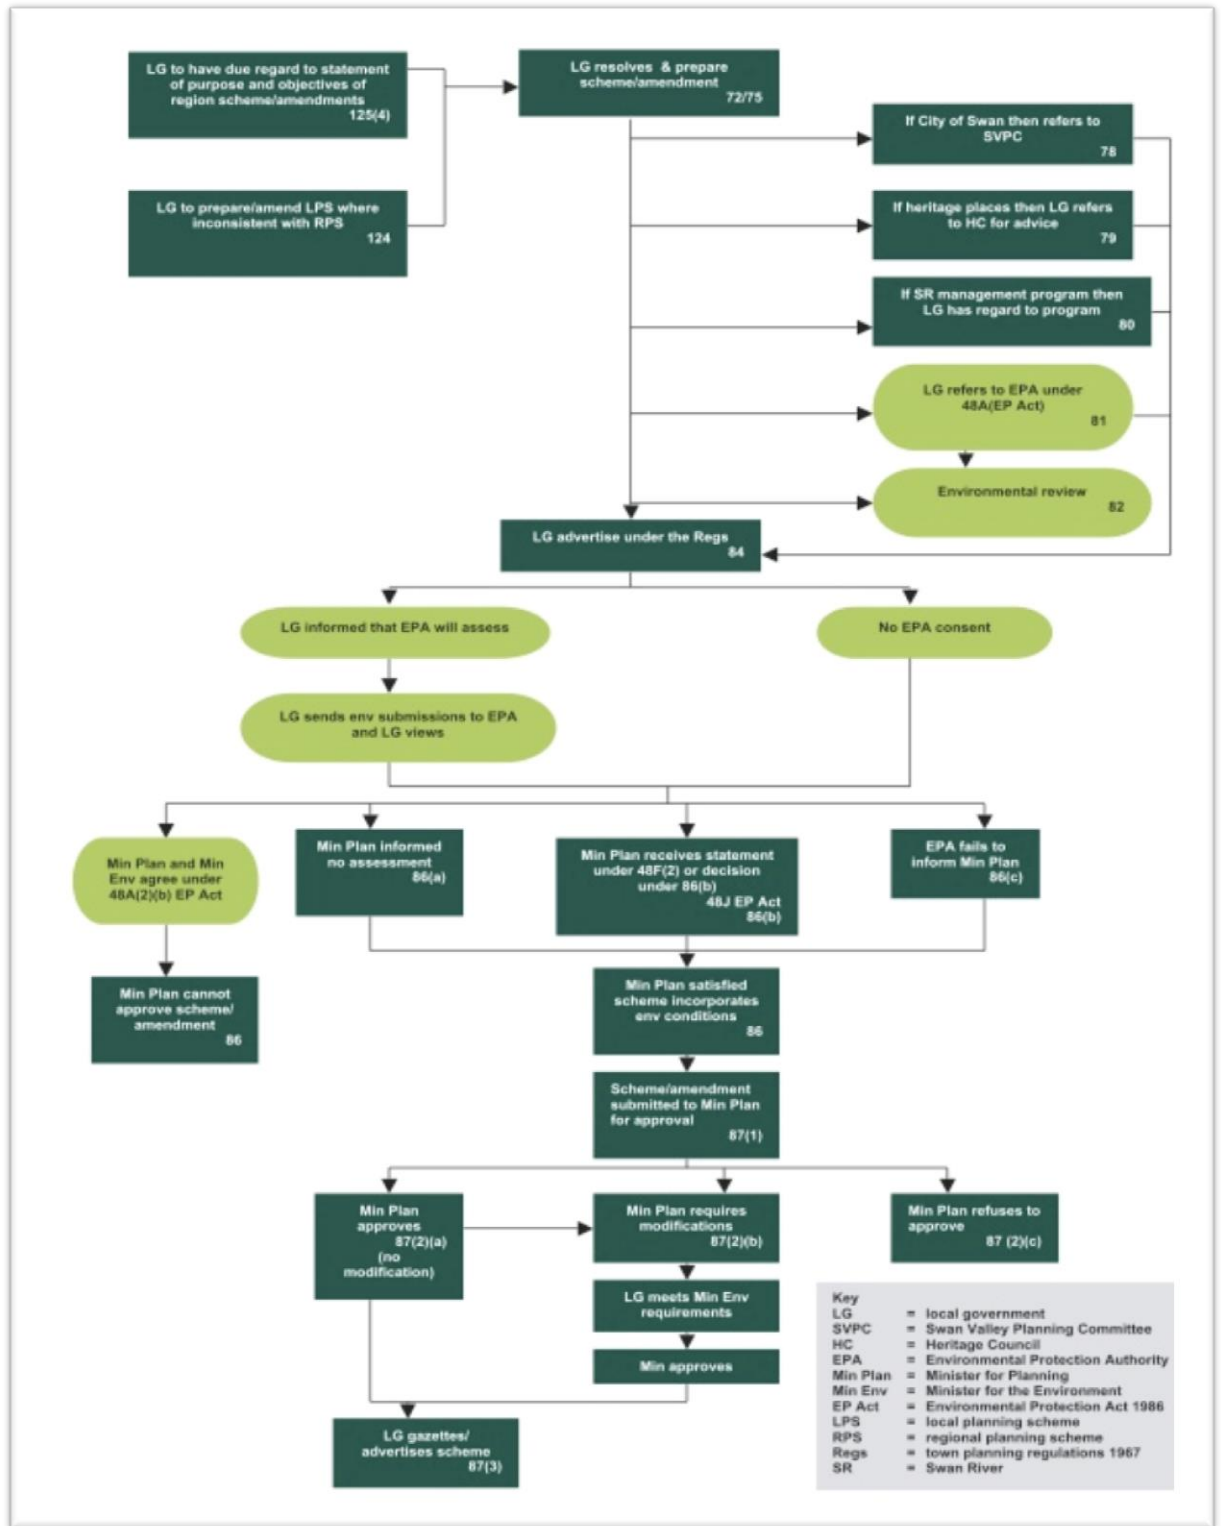 LG to have due regard to statement
of purpose and objectives of
region scheme/amendments
125(4)
LG resolves & prepare
scheme/amendment
72/75
If City of Swan then refers to
SVPC
78
LG to prepare/amend LPS where
inconsistent with RPS
124
If heritage places then LG refers
to HC for advice
79
If SR management program then
LG has regard to program
80
LG refers to EPA under
48A(EP Act)
81
Environmental review
82
LG advertise under the Regs
84
LG informed that EPA will assess
No EPA consent
LG sends env submissions to EPA
and LG views
Min Plan and Min
Env agree under
48A(2)(b) EP Act
Min Plan informed
no assessment
86(a)
Min Plan receives statement
under 48F(2) or decision
under 86(b)
48J EP Act
86(b)
EPA fails to
inform Min Plan
86(c)
Min Plan cannot
approve scheme/
amendment
86
Min Plan satisfied
scheme incorporates
env conditions
86
Scheme/amendment
submitted to Min Plan
for approval
87(1)
Min Plan
approves
87(2)(a)
(no
modification)
Min Plan requires
modifications
87(2)(b)
Min Plan refuses to
approve
87 (2)(c)
LG meets Min Env
requirements
Min approves
LG gazettes/
advertises scheme
87(3)
Key
LG = local government
SVPC = Swan Valley Planning Committee
HC = Heritage Council
EPA = Environmental Protection Authority
Min Plan = Minister for Planning
Min Env = Minister for the Environment
EP Act = Environmental Protection Act 1986
LPS = local planning scheme
RPS = regional planning scheme
Regs = town planning regulations 1967
SR = Swan River